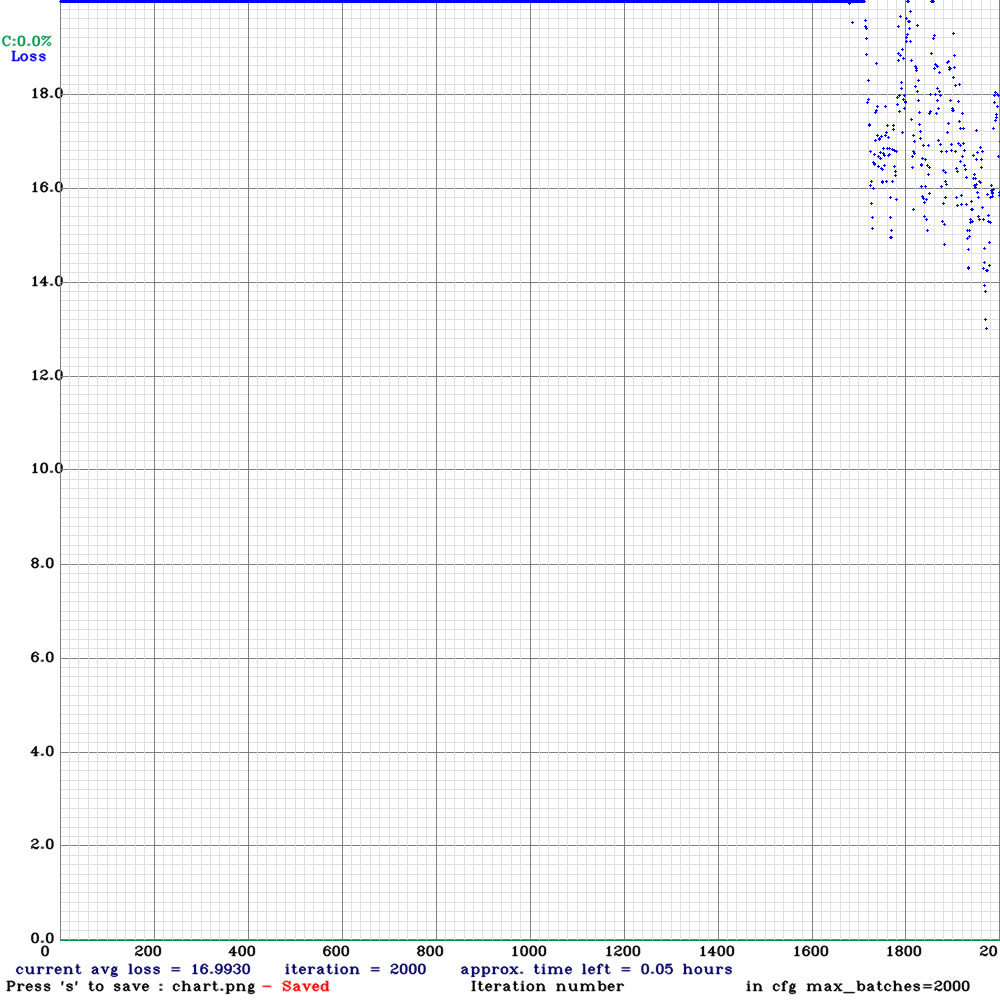 C:0.0%
Loss
18.0
16.0
14.0
12.0
10.0
8.0
6.0
4.0
2.0
0.0
0 200 400 600 800 1000 1200 1400 1600 1800 20
current avg loss = 16.9930 iteration = 2000 approx. time left = 0.05 hours
Press 's' to save : chart.png - Saved Iteration number in cfg max_batches=2000